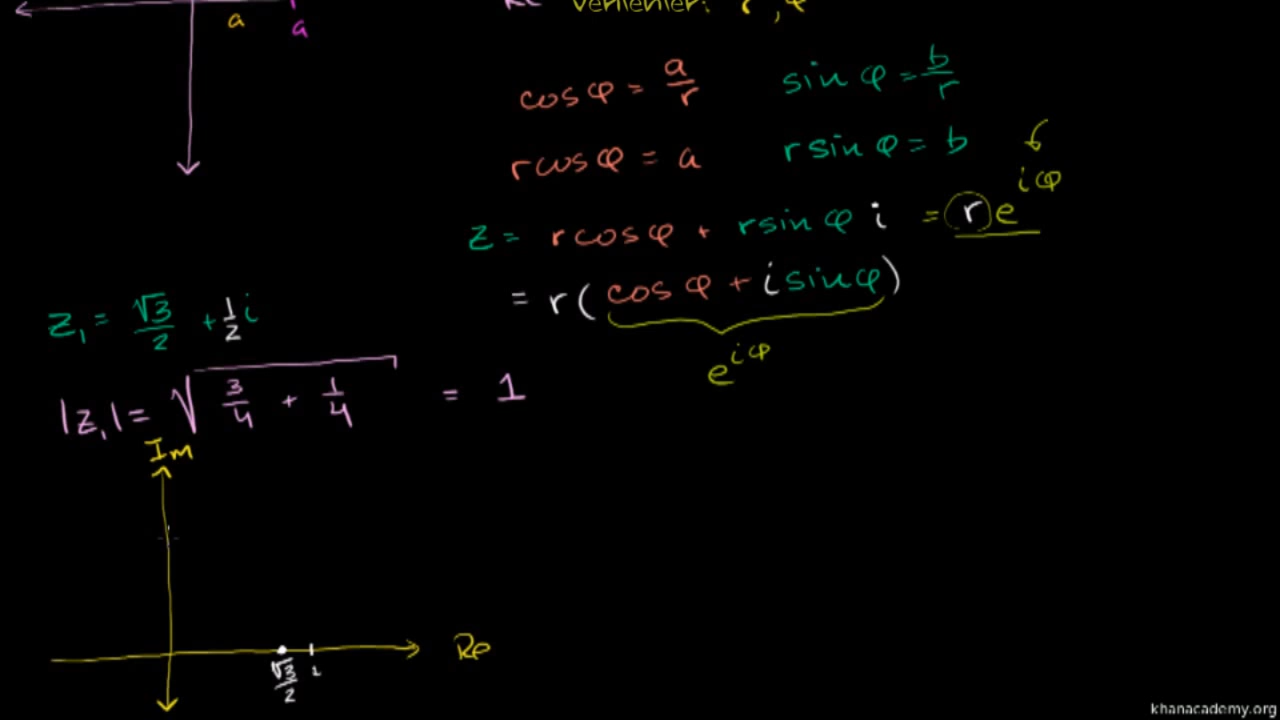 a
a
verilenler: r, φ
cos φ = a/r
sin φ = b/r
r cos φ = a
r sin φ = b
z = r cos φ + r sin φ i = r e^{iφ}
= r ( cos φ + i sin φ )
e^{iφ}
z₁ = √3/2 + 1/2 i
|z₁| = √(3/4 + 1/4) = 1
Im
Re
√3/2
1
khanacademy.org